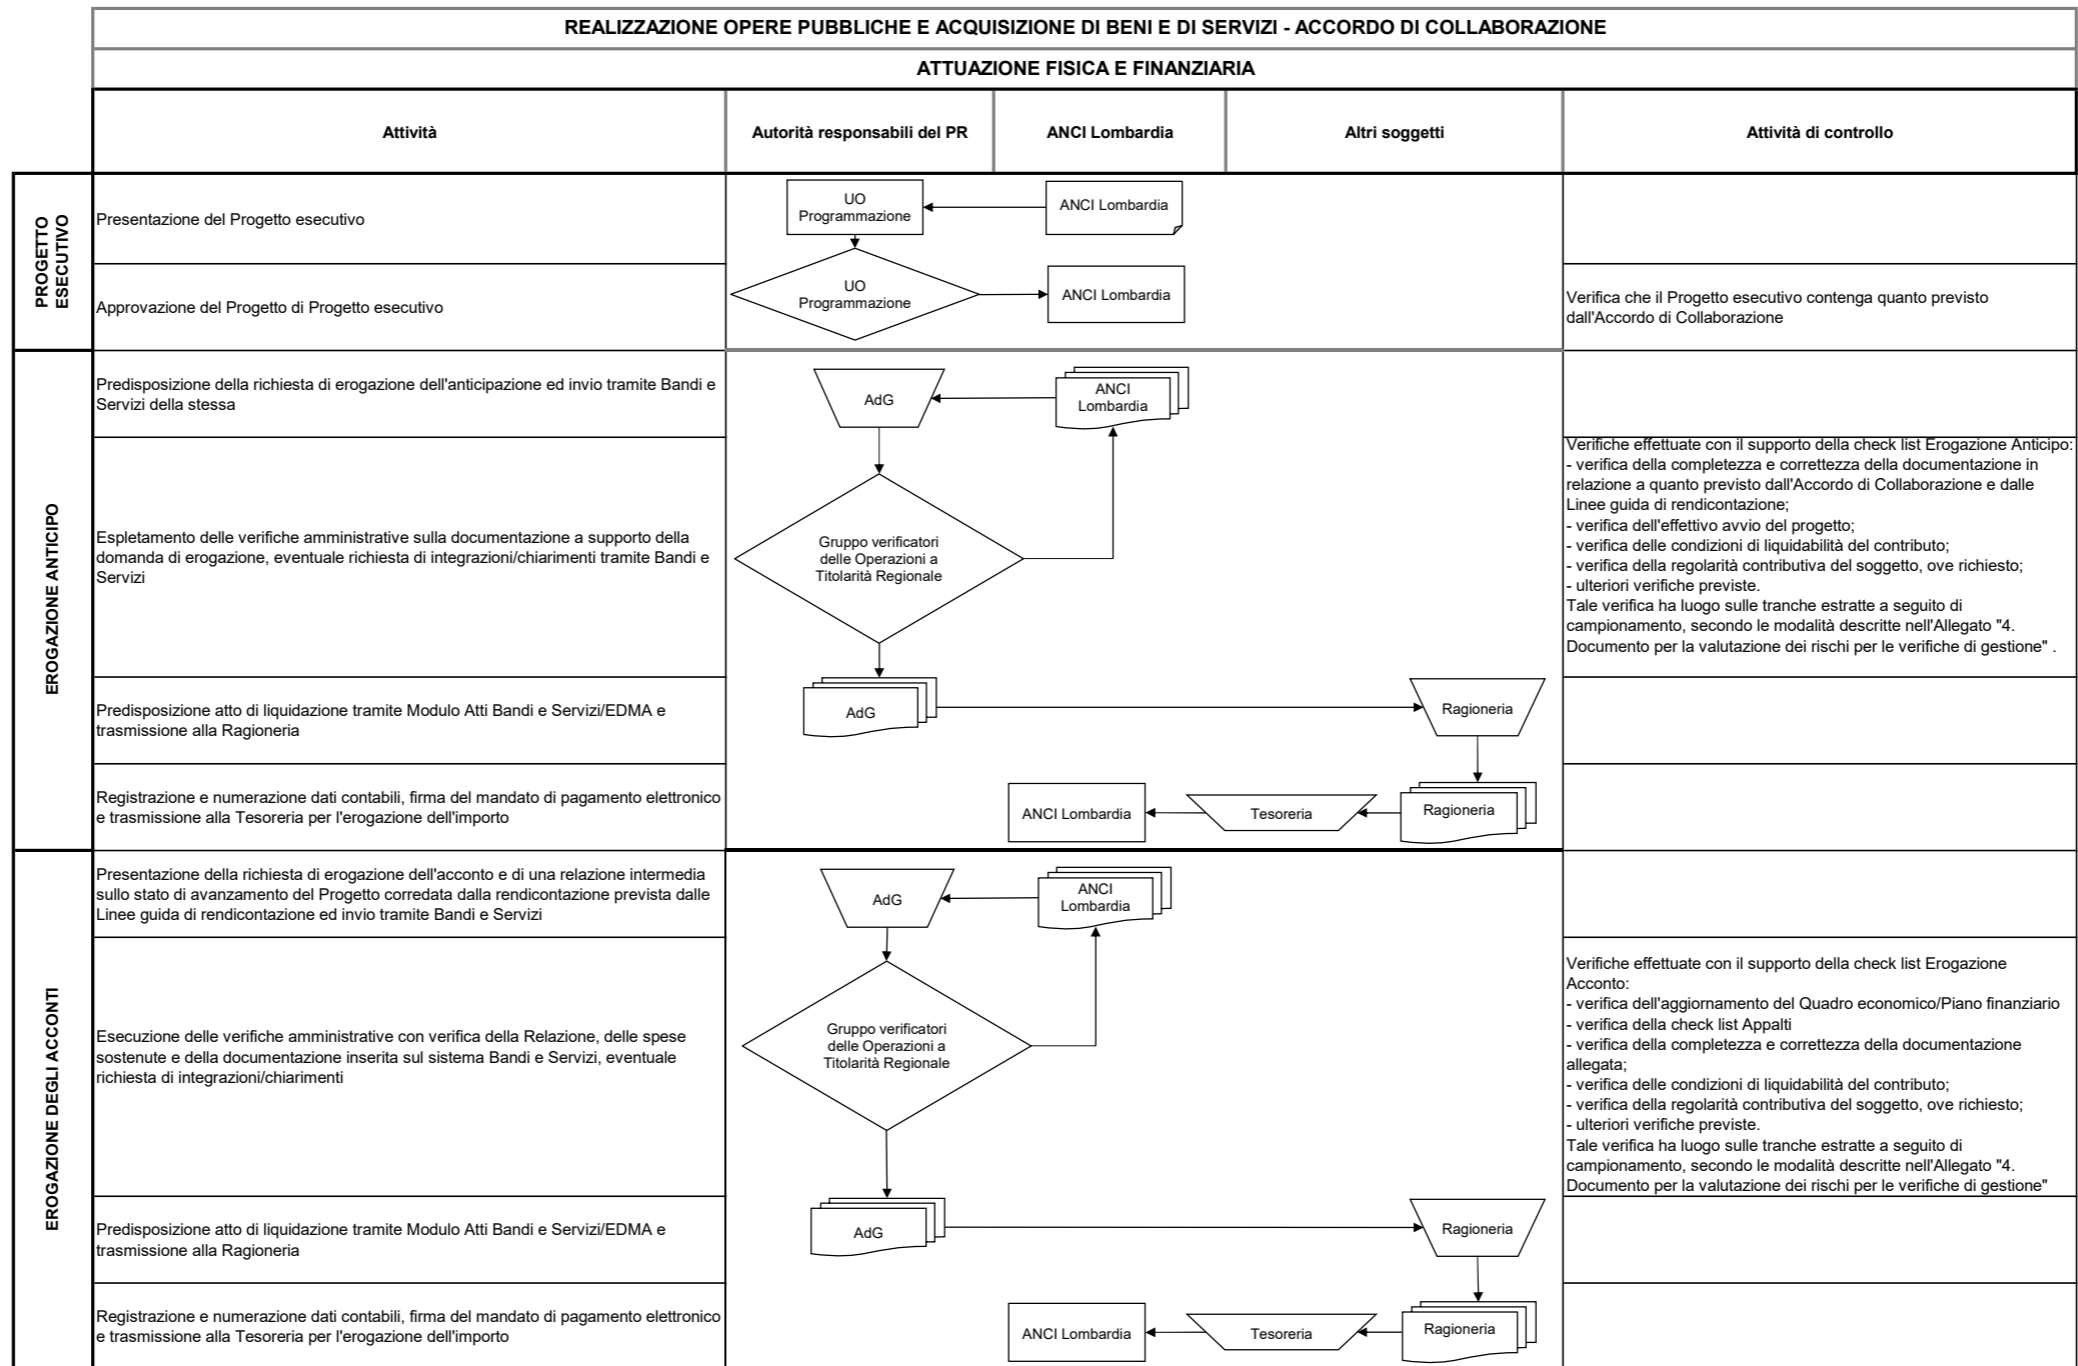 REALIZZAZIONE OPERE PUBBLICHE E ACQUISIZIONE DI BENI E DI SERVIZI - ACCORDO DI COLLABORAZIONE
ATTUAZIONE FISICA E FINANZIARIA
Attività
Autorità responsabili del PR
ANCI Lombardia
Altri soggetti
Attività di controllo
PROGETTO
ESECUTIVO
Presentazione del Progetto esecutivo
UO
Programmazione
ANCI Lombardia
Approvazione del Progetto di Progetto esecutivo
UO
Programmazione
ANCI Lombardia
Verifica che il Progetto esecutivo contenga quanto previsto
dall'Accordo di Collaborazione
EROGAZIONE ANTICIPO
Predisposizione della richiesta di erogazione dell'anticipazione ed invio tramite Bandi e
Servizi della stessa
AdG
ANCI
Lombardia
Espletamento delle verifiche amministrative sulla documentazione a supporto della
domanda di erogazione, eventuale richiesta di integrazioni/chiarimenti tramite Bandi e
Servizi
Gruppo verificatori
delle Operazioni a
Titolarità Regionale
Verifiche effettuate con il supporto della check list Erogazione Anticipo:
- verifica della completezza e correttezza della documentazione in
relazione a quanto previsto dall'Accordo di Collaborazione e dalle
Linee guida di rendicontazione;
- verifica dell'effettivo avvio del progetto;
- verifica delle condizioni di liquidabilità del contributo;
- verifica della regolarità contributiva del soggetto, ove richiesto;
- ulteriori verifiche previste.
Tale verifica ha luogo sulle tranche estratte a seguito di
campionamento, secondo le modalità descritte nell'Allegato "4.
Documento per la valutazione dei rischi per le verifiche di gestione" .
Predisposizione atto di liquidazione tramite Modulo Atti Bandi e Servizi/EDMA e
trasmissione alla Ragioneria
AdG
Ragioneria
Registrazione e numerazione dati contabili, firma del mandato di pagamento elettronico
e trasmissione alla Tesoreria per l'erogazione dell'importo
ANCI Lombardia
Tesoreria
Ragioneria
EROGAZIONE DEGLI ACCONTI
Presentazione della richiesta di erogazione dell'acconto e di una relazione intermedia
sullo stato di avanzamento del Progetto corredata dalla rendicontazione prevista dalle
Linee guida di rendicontazione ed invio tramite Bandi e Servizi
AdG
ANCI
Lombardia
Esecuzione delle verifiche amministrative con verifica della Relazione, delle spese
sostenute e della documentazione inserita sul sistema Bandi e Servizi, eventuale
richiesta di integrazioni/chiarimenti
Gruppo verificatori
delle Operazioni a
Titolarità Regionale
Verifiche effettuate con il supporto della check list Erogazione
Acconto:
- verifica dell'aggiornamento del Quadro economico/Piano finanziario
- verifica della check list Appalti
- verifica della completezza e correttezza della documentazione
allegata;
- verifica delle condizioni di liquidabilità del contributo;
- verifica della regolarità contributiva del soggetto, ove richiesto;
- ulteriori verifiche previste.
Tale verifica ha luogo sulle tranche estratte a seguito di
campionamento, secondo le modalità descritte nell'Allegato "4.
Documento per la valutazione dei rischi per le verifiche di gestione"
Predisposizione atto di liquidazione tramite Modulo Atti Bandi e Servizi/EDMA e
trasmissione alla Ragioneria
AdG
Ragioneria
Registrazione e numerazione dati contabili, firma del mandato di pagamento elettronico
e trasmissione alla Tesoreria per l'erogazione dell'importo
ANCI Lombardia
Tesoreria
Ragioneria